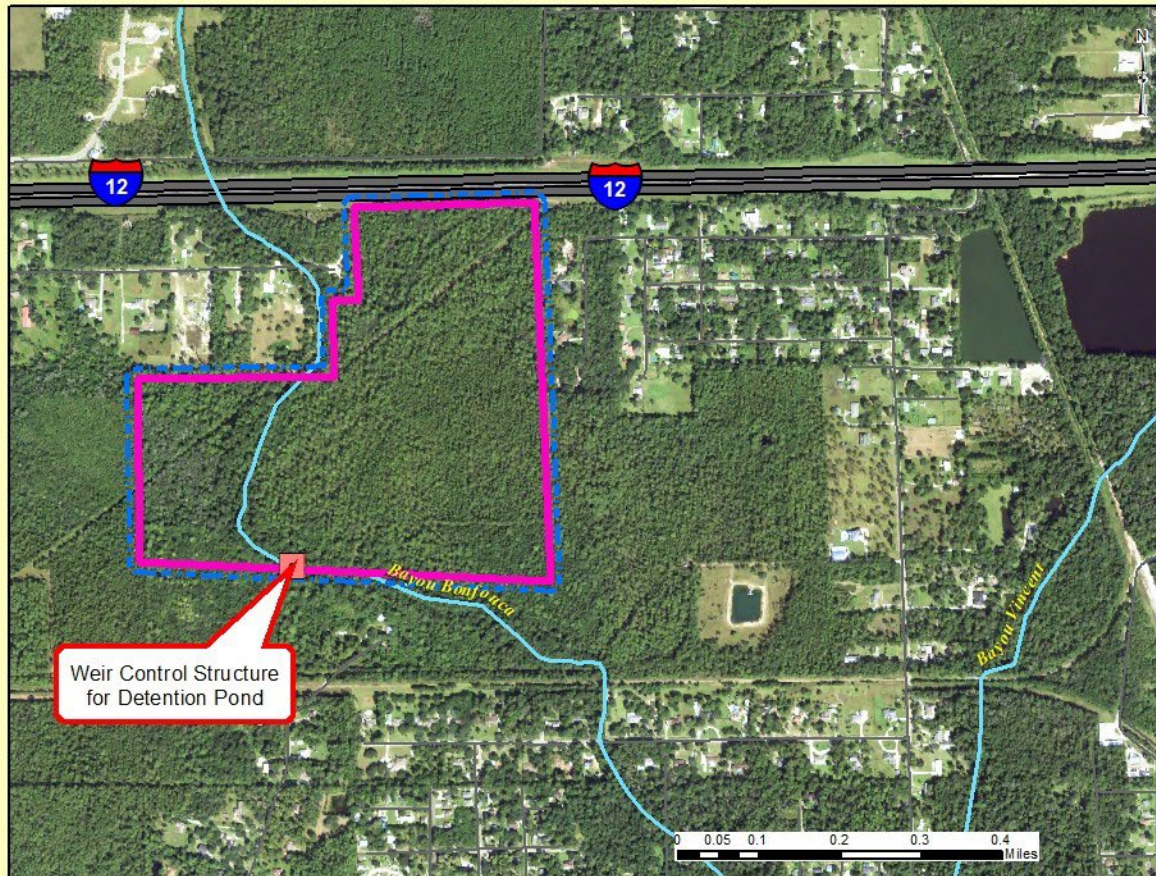 N
12
12
Bayou Bonfouca
Weir Control Structure
for Detention Pond
Bayou Vincent
0 0.05 0.1 0.2 0.3 0.4
Miles